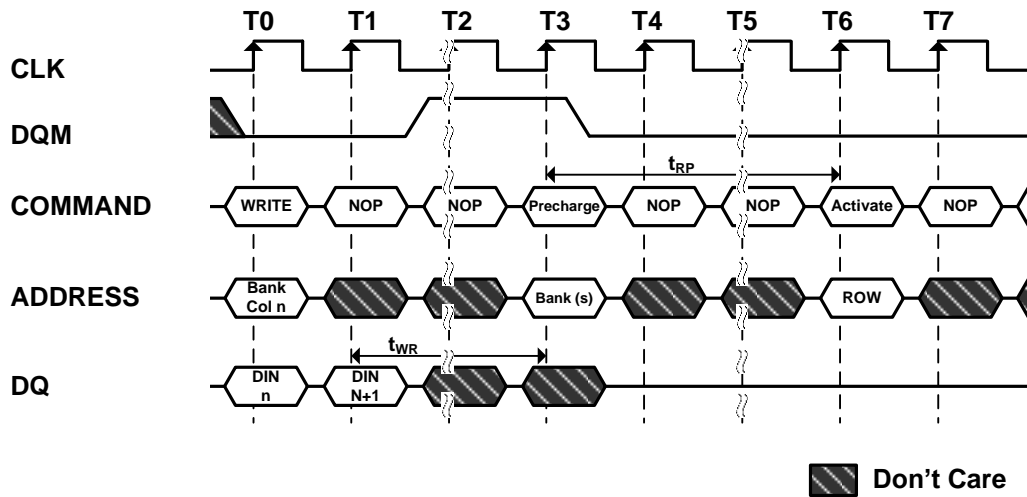 T0 T1 T2 T3 T4 T5 T6 T7
CLK
DQM
tRP
COMMAND WRITE NOP NOP Precharge NOP NOP Activate NOP
ADDRESS Bank Col n Bank (s) ROW
tWR
DQ DIN n DIN N+1
Don't Care